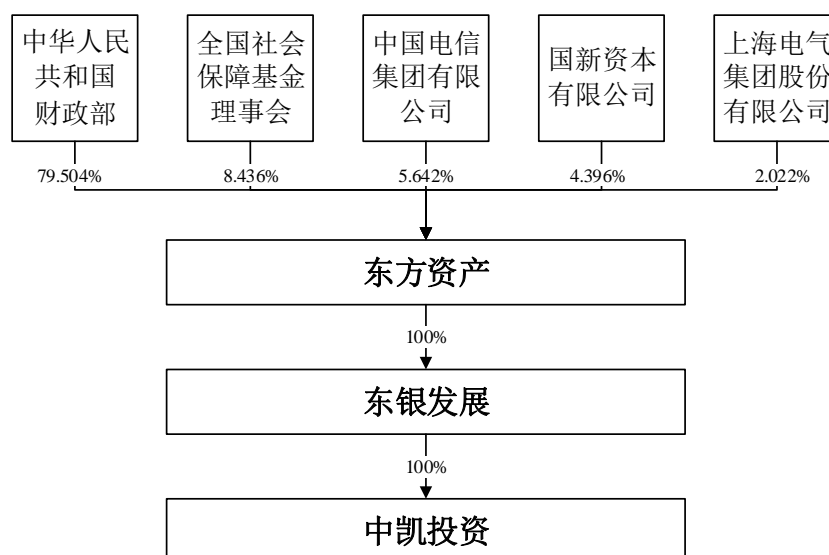 中华人民
共和国
财政部
全国社会
保障基金
理事会
中国电信
集团有限
公司
国新资本
有限公司
上海电气
集团股份
有限公司
79.504%
8.436%
5.642%
4.396%
2.022%
东方资产
100%
东银发展
100%
中凯投资